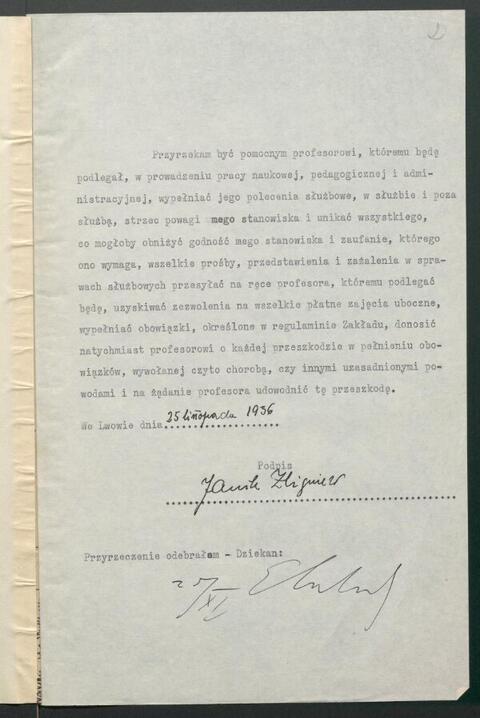 2
Przyrzekam być pomocnym profesorowi, któremu będę
podlegał, w prowadzeniu pracy naukowej, pedagogicznej i admi-
nistracyjnej, wypełniać jego polecenia służbowe, w służbie i poza
służbą, strzec powagi mego stanowiska i unikać wszystkiego,
co mogłoby obniżyć godność mego stanowiska i zaufanie, którego
ono wymaga, wszelkie prośby, przedstawienia i zażalenia w spra-
wach służbowych przesyłać na ręce profesora, któremu podlegać
będę, uzyskiwać zezwolenia na wszelkie płatne zajęcia uboczne,
wypełniać obowiązki, określone w regulaminie Zakładu, donosić
natychmiast profesorowi o każdej przeszkodzie w pełnieniu obo-
wiązków, wywołanej czyto chorobą, czy innymi uzasadnionymi po-
wodami i na żądanie profesora udowodnić tę przeszkodę.
We Lwowie dnia 25 listopada 1936
Podpis
Janik Zbigniew
Przyrzeczenie odebrałem - Dziekan:
25/XI